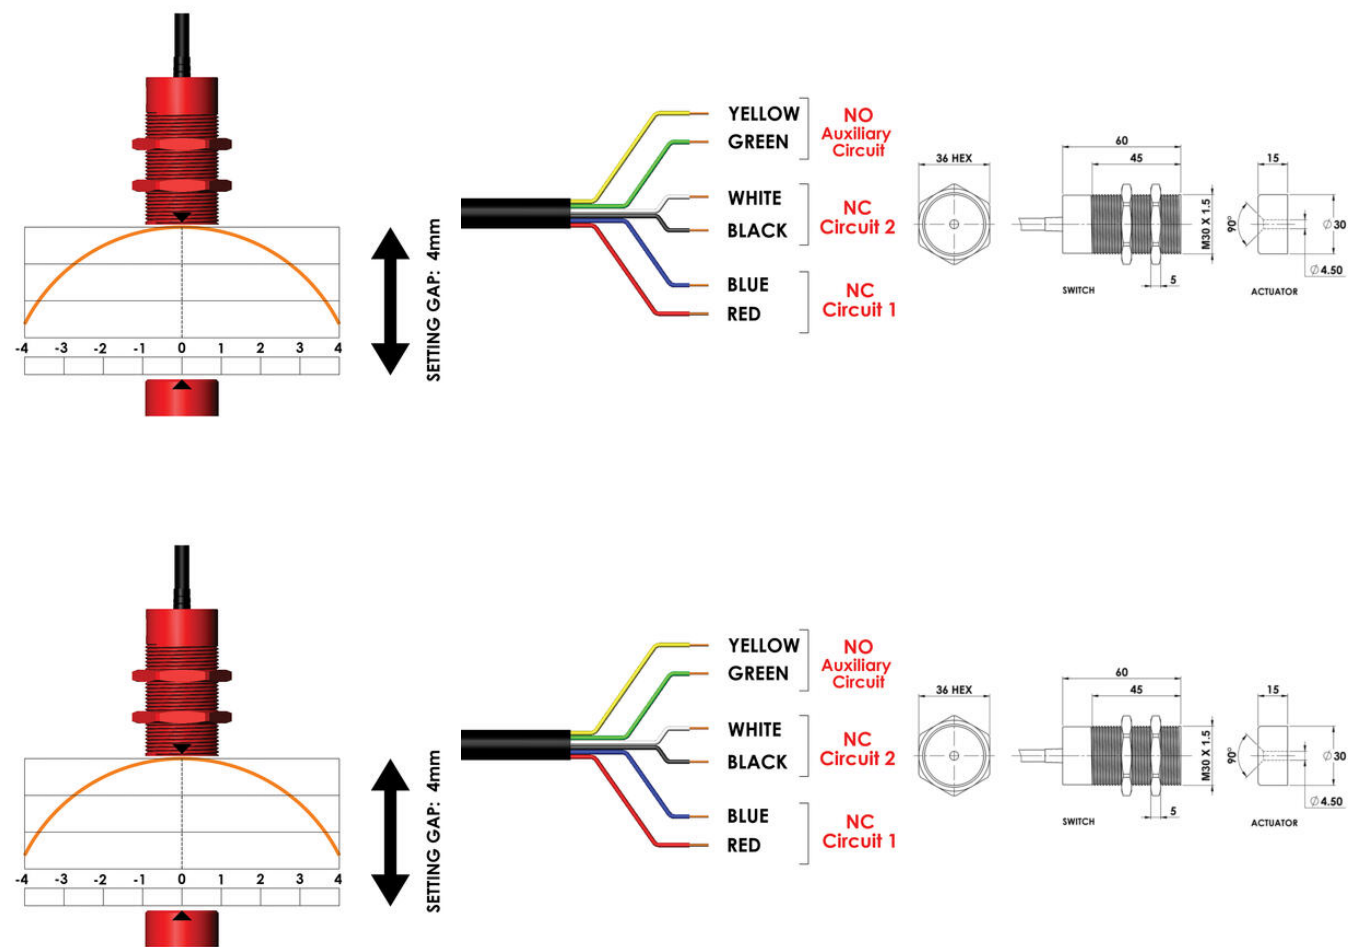 YELLOW
GREEN
NO
Auxiliary
Circuit
WHITE
BLACK
NC
Circuit 2
BLUE
RED
NC
Circuit 1
SETTING GAP: 4mm
-4 -3 -2 -1 0 1 2 3 4
36 HEX
60
45
M30 X 1.5
5
SWITCH
15
90°
Ø 30
Ø 4.50
ACTUATOR
YELLOW
GREEN
NO
Auxiliary
Circuit
WHITE
BLACK
NC
Circuit 2
BLUE
RED
NC
Circuit 1
SETTING GAP: 4mm
-4 -3 -2 -1 0 1 2 3 4
36 HEX
60
45
M30 X 1.5
5
SWITCH
15
90°
Ø 30
Ø 4.50
ACTUATOR